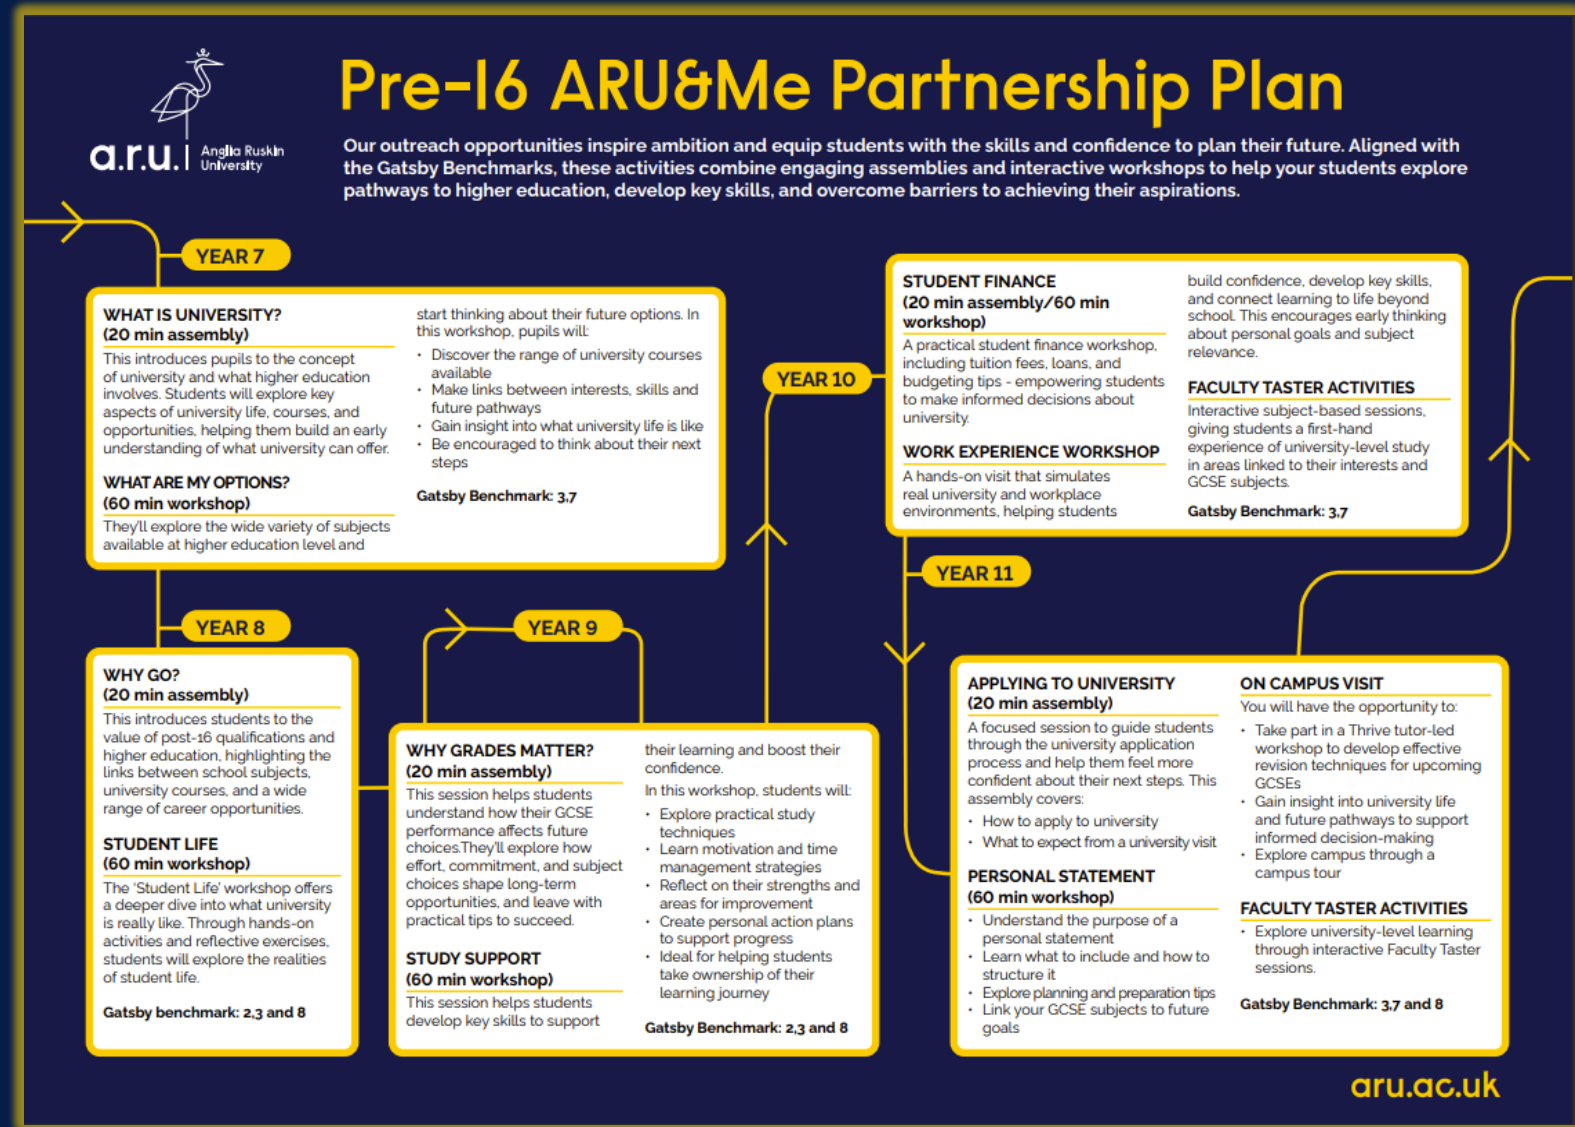 a.r.u.
Anglia Ruskin
University
Pre-16 ARU&Me Partnership Plan
Our outreach opportunities inspire ambition and equip students with the skills and confidence to plan their future. Aligned with
the Gatsby Benchmarks, these activities combine engaging assemblies and interactive workshops to help your students explore
pathways to higher education, develop key skills, and overcome barriers to achieving their aspirations.
YEAR 7
WHAT IS UNIVERSITY?
(20 min assembly)
This introduces pupils to the concept
of university and what higher education
involves. Students will explore key
aspects of university life, courses, and
opportunities, helping them build an early
understanding of what university can offer.
WHAT ARE MY OPTIONS?
(60 min workshop)
They'll explore the wide variety of subjects
available at higher education level and
start thinking about their future options. In
this workshop, pupils will:
• Discover the range of university courses
available
• Make links between interests, skills and
future pathways
• Gain insight into what university life is like
• Be encouraged to think about their next
steps
Gatsby Benchmark: 3,7
YEAR 8
WHY GO?
(20 min assembly)
This introduces students to the
value of post-16 qualifications and
higher education, highlighting the
links between school subjects,
university courses, and a wide
range of career opportunities.
STUDENT LIFE
(60 min workshop)
The 'Student Life' workshop offers
a deeper dive into what university
is really like. Through hands-on
activities and reflective exercises,
students will explore the realities
of student life.
Gatsby benchmark: 2,3 and 8
YEAR 9
WHY GRADES MATTER?
(20 min assembly)
This session helps students
understand how their GCSE
performance affects future
choices.They'll explore how
effort, commitment, and subject
choices shape long-term
opportunities, and leave with
practical tips to succeed.
STUDY SUPPORT
(60 min workshop)
This session helps students
develop key skills to support
their learning and boost their
confidence.
In this workshop, students will:
• Explore practical study
techniques
• Learn motivation and time
management strategies
• Reflect on their strengths and
areas for improvement
• Create personal action plans
to support progress
• Ideal for helping students
take ownership of their
learning journey
Gatsby Benchmark: 2,3 and 8
YEAR 10
STUDENT FINANCE
(20 min assembly/60 min
workshop)
A practical student finance workshop,
including tuition fees, loans, and
budgeting tips - empowering students
to make informed decisions about
university.
WORK EXPERIENCE WORKSHOP
A hands-on visit that simulates
real university and workplace
environments, helping students
build confidence, develop key skills,
and connect learning to life beyond
school. This encourages early thinking
about personal goals and subject
relevance.
FACULTY TASTER ACTIVITIES
Interactive subject-based sessions,
giving students a first-hand
experience of university-level study
in areas linked to their interests and
GCSE subjects.
Gatsby Benchmark: 3,7
YEAR 11
APPLYING TO UNIVERSITY
(20 min assembly)
A focused session to guide students
through the university application
process and help them feel more
confident about their next steps. This
assembly covers:
• How to apply to university
• What to expect from a university visit
PERSONAL STATEMENT
(60 min workshop)
• Understand the purpose of a
personal statement
• Learn what to include and how to
structure it
• Explore planning and preparation tips
• Link your GCSE subjects to future
goals
ON CAMPUS VISIT
You will have the opportunity to:
• Take part in a Thrive tutor-led
workshop to develop effective
revision techniques for upcoming
GCSEs
• Gain insight into university life
and future pathways to support
informed decision-making
• Explore campus through a
campus tour
FACULTY TASTER ACTIVITIES
• Explore university-level learning
through interactive Faculty Taster
sessions.
Gatsby Benchmark: 3,7 and 8
aru.ac.uk